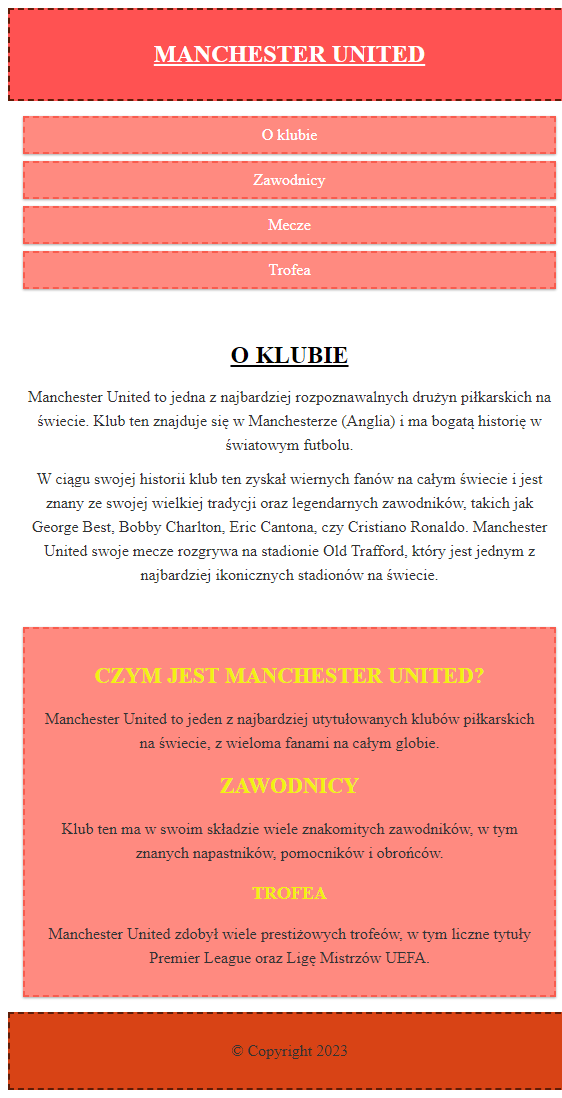 MANCHESTER UNITED
O klubie
Zawodnicy
Mecze
Trofea
O KLUBIE
Manchester United to jedna z najbardziej rozpoznawalnych drużyn piłkarskich na
świecie. Klub ten znajduje się w Manchesterze (Anglia) i ma bogatą historię w
światowym futbolu.
W ciągu swojej historii klub ten zyskał wiernych fanów na całym świecie i jest
znany ze swojej wielkiej tradycji oraz legendarnych zawodników, takich jak
George Best, Bobby Charlton, Eric Cantona, czy Cristiano Ronaldo. Manchester
United swoje mecze rozgrywa na stadionie Old Trafford, który jest jednym z
najbardziej ikonicznych stadionów na świecie.
CZYM JEST MANCHESTER UNITED?
Manchester United to jeden z najbardziej utytułowanych klubów piłkarskich
na świecie, z wieloma fanami na całym globie.
ZAWODNICY
Klub ten ma w swoim składzie wiele znakomitych zawodników, w tym
znanych napastników, pomocników i obrońców.
TROFEA
Manchester United zdobył wiele prestiżowych trofeów, w tym liczne tytuły
Premier League oraz Ligę Mistrzów UEFA.
© Copyright 2023